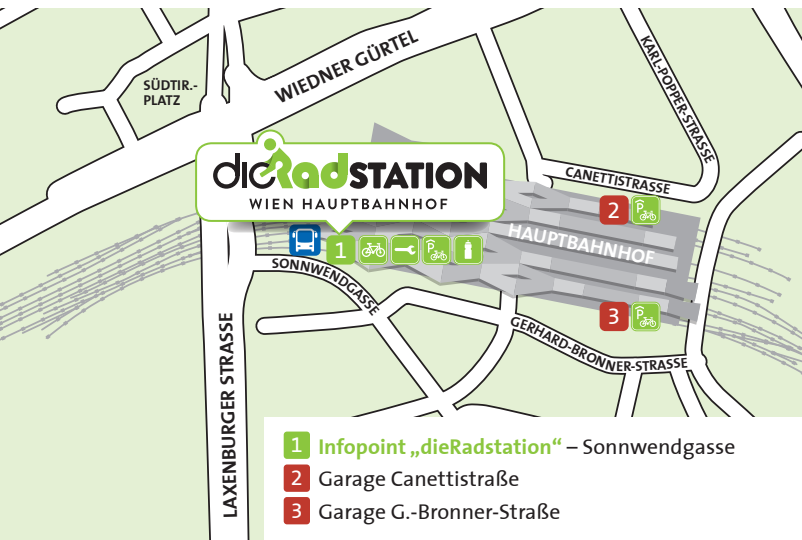 WIEDNER GÜRTEL
SÜDTIR.-
PLATZ
KARL-POPPER-STRASSE
dieRadSTATION
WIEN HAUPTBAHNHOF
CANETTISTRASSE
2 P
HAUPTBAHNHOF
1 P
SONNWENDGASSE
3 P
GERHARD-BRONNER-STRASSE
LAXENBURGER STRASSE
1 Infopoint „dieRadstation“ – Sonnwendgasse
2 Garage Canettistraße
3 Garage G.-Bronner-Straße